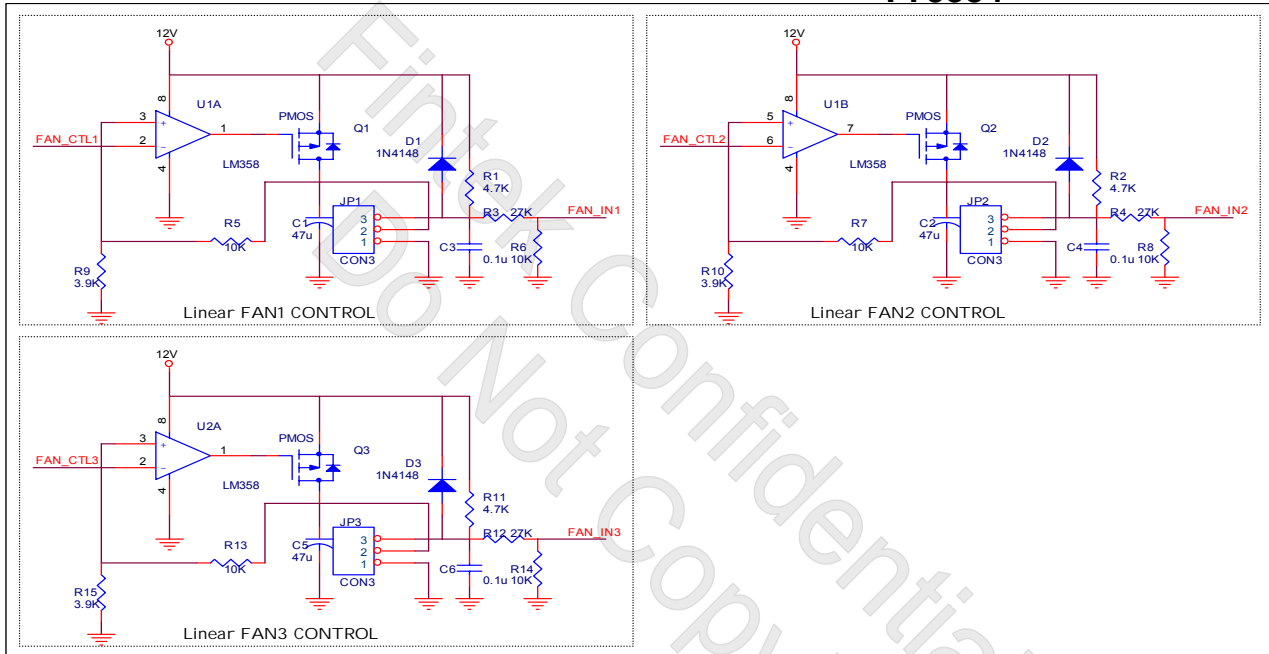 12V
8
U1A
3
+
2
−
1
4
LM358
FAN_CTL1
PMOS
Q1
D1
1N4148
R1
4.7K
R3 27K
FAN_IN1
JP1
3
2
1
CON3
C1
47u
R5
10K
C3
0.1u
R6
10K
R9
3.9K
Linear FAN1 CONTROL
12V
8
U1B
5
+
6
−
7
4
LM358
FAN_CTL2
PMOS
Q2
D2
1N4148
R2
4.7K
R4 27K
FAN_IN2
JP2
3
2
1
CON3
C2
47u
R7
10K
C4
0.1u
R8
10K
R10
3.9K
Linear FAN2 CONTROL
12V
8
U2A
3
+
2
−
1
4
LM358
FAN_CTL3
PMOS
Q3
D3
1N4148
R11
4.7K
R12 27K
FAN_IN3
JP3
3
2
1
CON3
C5
47u
R13
10K
C6
0.1u
R14
10K
R15
3.9K
Linear FAN3 CONTROL
Fintek Confidential
Do Not Copy